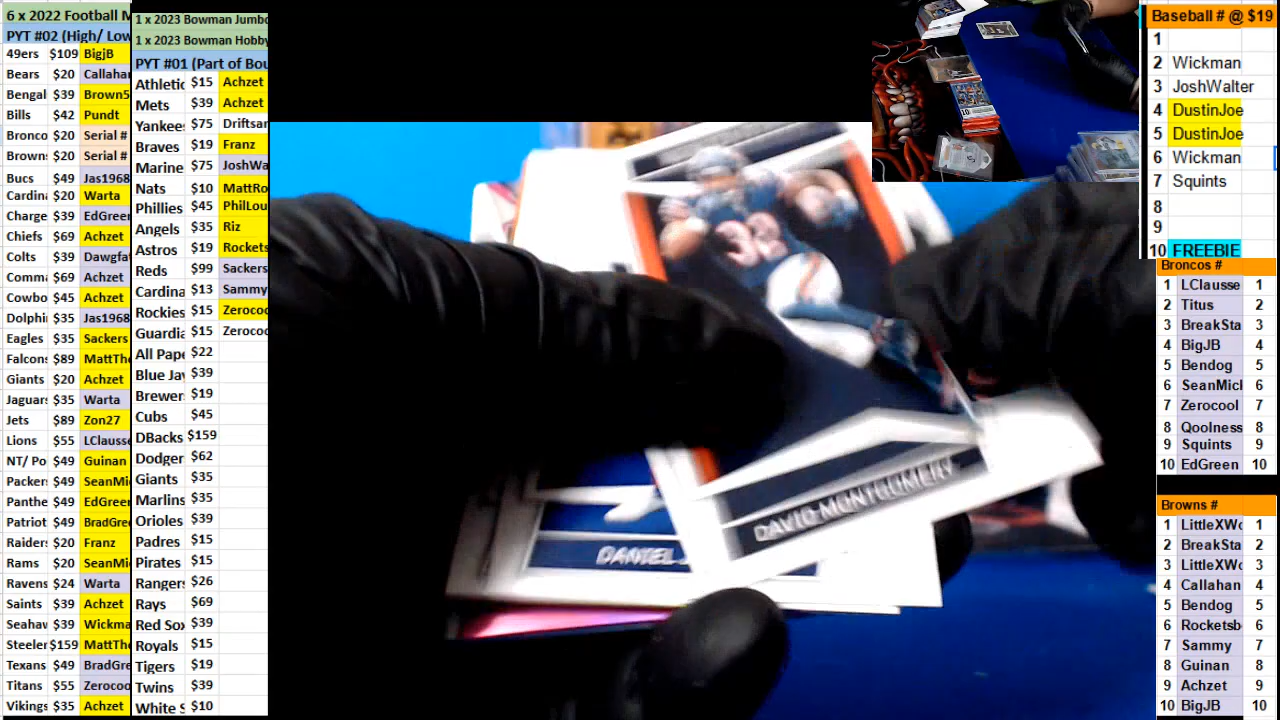 6 x 2022 Football M
PYT #02 (High/ Low
49ers $109 BigjB
Bears $20 Callaha
Bengal $39 Brown5
Bills $42 Pundt
Bronco $20 Serial #
Brown $20 Serial #
Bucs $49 Jas1968
Cardina $20 Warta
Charge $39 EdGreen
Chiefs $69 Achzet
Colts $39 Dawgfa
Comm $69 Achzet
Cowbo $45 Achzet
Dolphi $35 Jas1968
Eagles $35 Sackers
Falcons $89 MattTh
Giants $20 Achzet
Jaguar $35 Warta
Jets $89 Zon27
Lions $55 LClausse
NT/ Po $49 Guinan
Packer $49 SeanMi
Panthe $49 EdGreen
Patriot $49 BradGre
Raider $20 Franz
Rams $20 SeanMi
Ravens $24 Warta
Saints $39 Achzet
Seahav $39 Wickma
Steeler $159 MattTh
Texans $49 BradGre
Titans $55 Zerocoo
Vikings $35 Achzet
1 x 2023 Bowman Jumbo
1 x 2023 Bowman Hobby
PYT #01 (Part of Bou
Athletic $15 Achzet
Mets $39 Achzet
Yankee $75 Driftsar
Braves $19 Franz
Marine $75 JoshWa
Nats $10 MattRo
Phillies $45 PhilLou
Angels $35 Riz
Astros $19 Rockets
Reds $99 Sackers
Cardina $13 Sammy
Rockies $15 Zeroco
Guardia $15 Zerocoo
All Pape $22
Blue Jay $39
Brewer $19
Cubs $45
DBacks $159
Dodger $62
Giants $35
Marlins $35
Orioles $39
Padres $15
Pirates $15
Ranger $26
Rays $69
Red Sox $39
Royals $15
Tigers $19
Twins $39
White S $10
DAVID MONTGOMERY
DANIEL
Baseball # @ $19
1
2 Wickman
3 JoshWalter
4 DustinJoe
5 DustinJoe
6 Wickman
7 Squints
8
9
10 FREEBIE
Broncos #
1 LClausse 1
2 Titus 2
3 BreakSta 3
4 BigJB 4
5 Bendog 5
6 SeanMicl 6
7 Zerocool 7
8 Qoolness 8
9 Squints 9
10 EdGreen 10
Browns #
1 LittleXWo 1
2 BreakSta 2
3 LittleXWo 3
4 Callahan 4
5 Bendog 5
6 Rocketsb 6
7 Sammy 7
8 Guinan 8
9 Achzet 9
10 BigJB 10